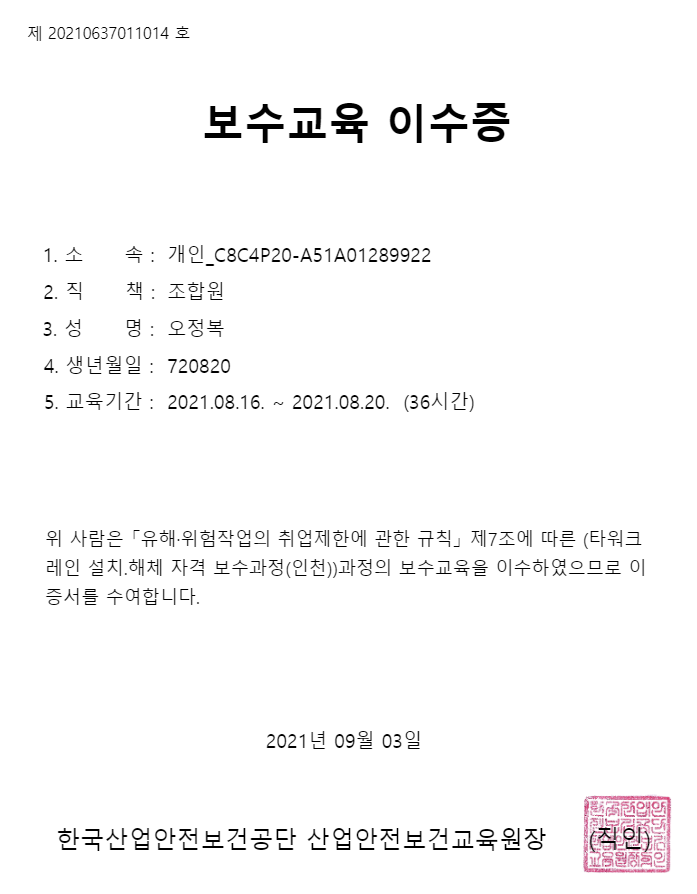 제 20210637011014 호
보수교육 이수증
1. 소 속 : 개인_C8C4P20-A51A01289922
2. 직 책 : 조합원
3. 성 명 : 오정복
4. 생년월일 : 720820
5. 교육기간 : 2021.08.16. ~ 2021.08.20. (36시간)
위 사람은 「유해·위험작업의 취업제한에 관한 규칙」 제7조에 따른 (타워크
레인 설치.해체 자격 보수과정(인천))과정의 보수교육을 이수하였으므로 이
증서를 수여합니다.
2021년 09월 03일
한국산업안전보건공단 산업안전보건교육원장 (직인)